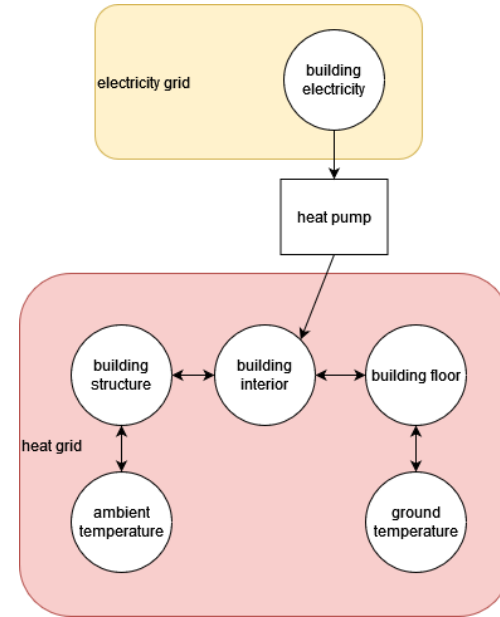 building
electricity
electricity grid
heat pump
building
structure
building
interior
building floor
heat grid
ambient
temperature
ground
temperature